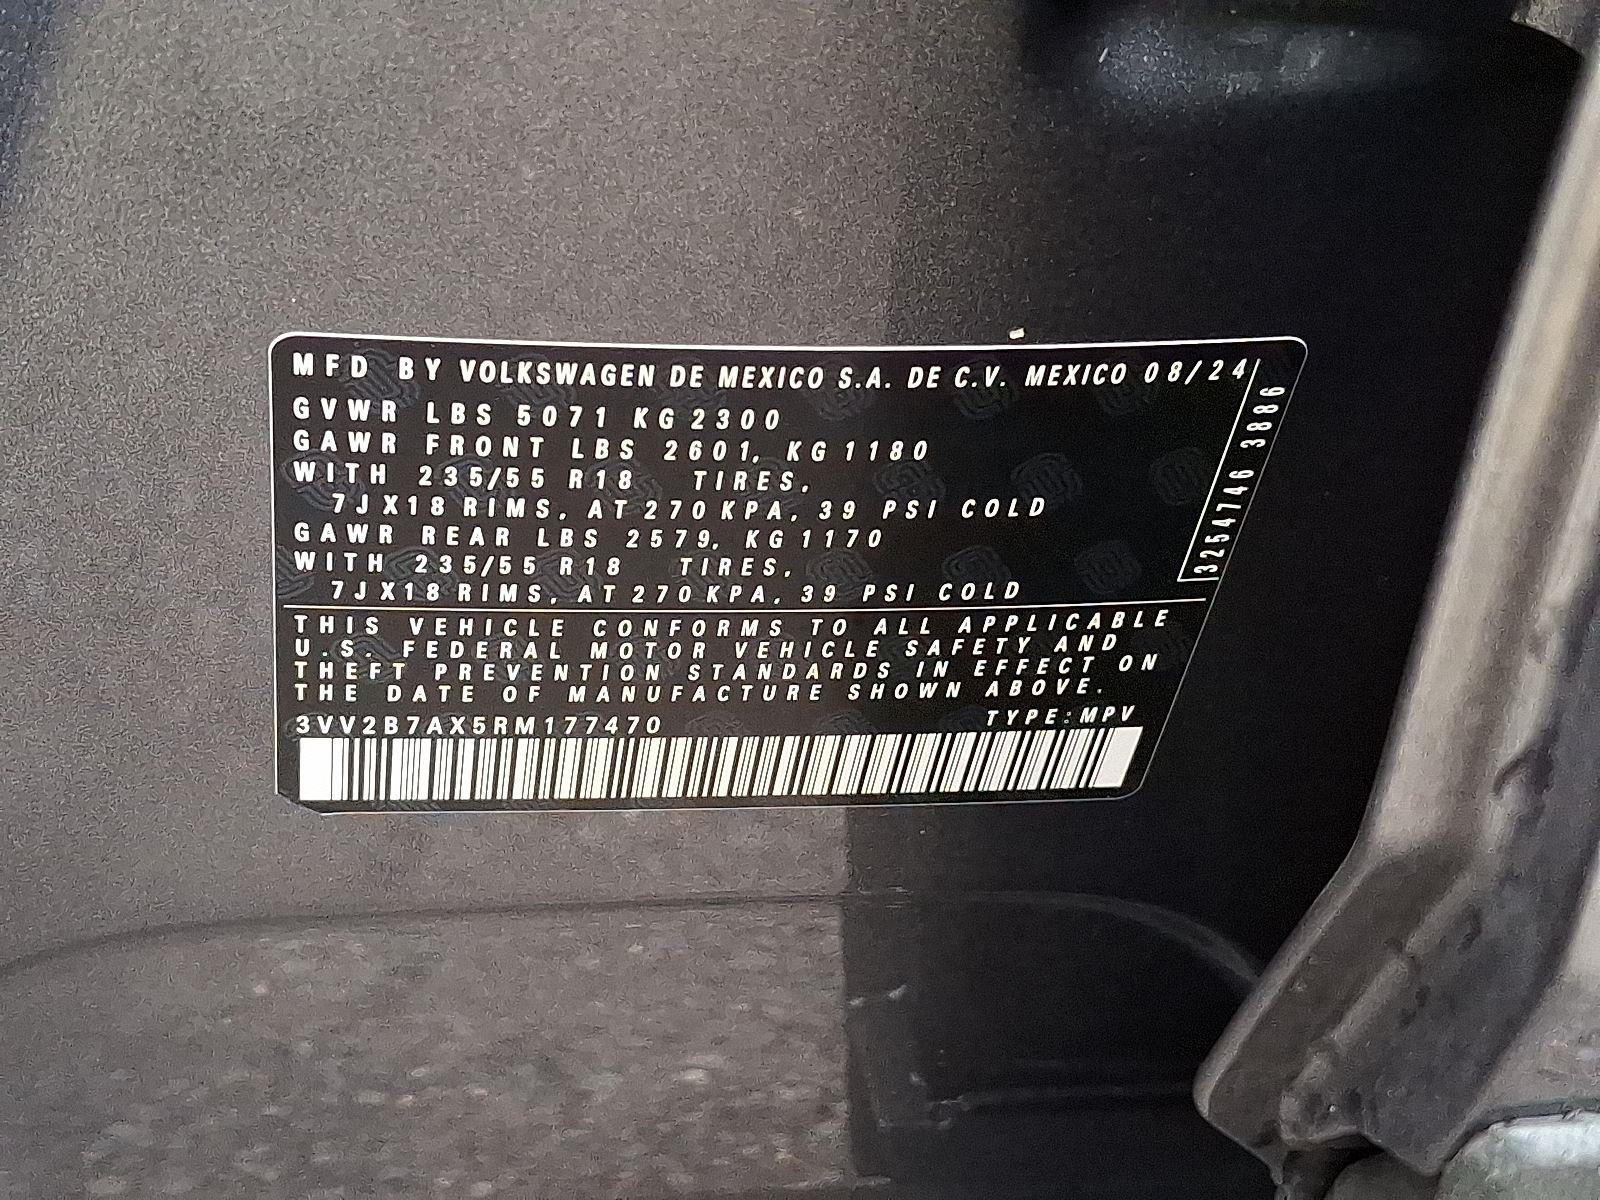 MFD BY VOLKSWAGEN DE MEXICO S.A. DE C.V. MEXICO 08/24
GVWR LBS 5071 KG 2300
GAWR FRONT LBS 2601, KG 1180
WITH 235/55 R18 TIRES,
7JX18 RIMS, AT 270 KPA, 39 PSI COLD
GAWR REAR LBS 2579, KG 1170
WITH 235/55 R18 TIRES,
7JX18 RIMS, AT 270 KPA, 39 PSI COLD
3254746 3886
THIS VEHICLE CONFORMS TO ALL APPLICABLE
U.S. FEDERAL MOTOR VEHICLE SAFETY AND
THEFT PREVENTION STANDARDS IN EFFECT ON
THE DATE OF MANUFACTURE SHOWN ABOVE.
3VV2B7AX5RM177470 TYPE:MPV